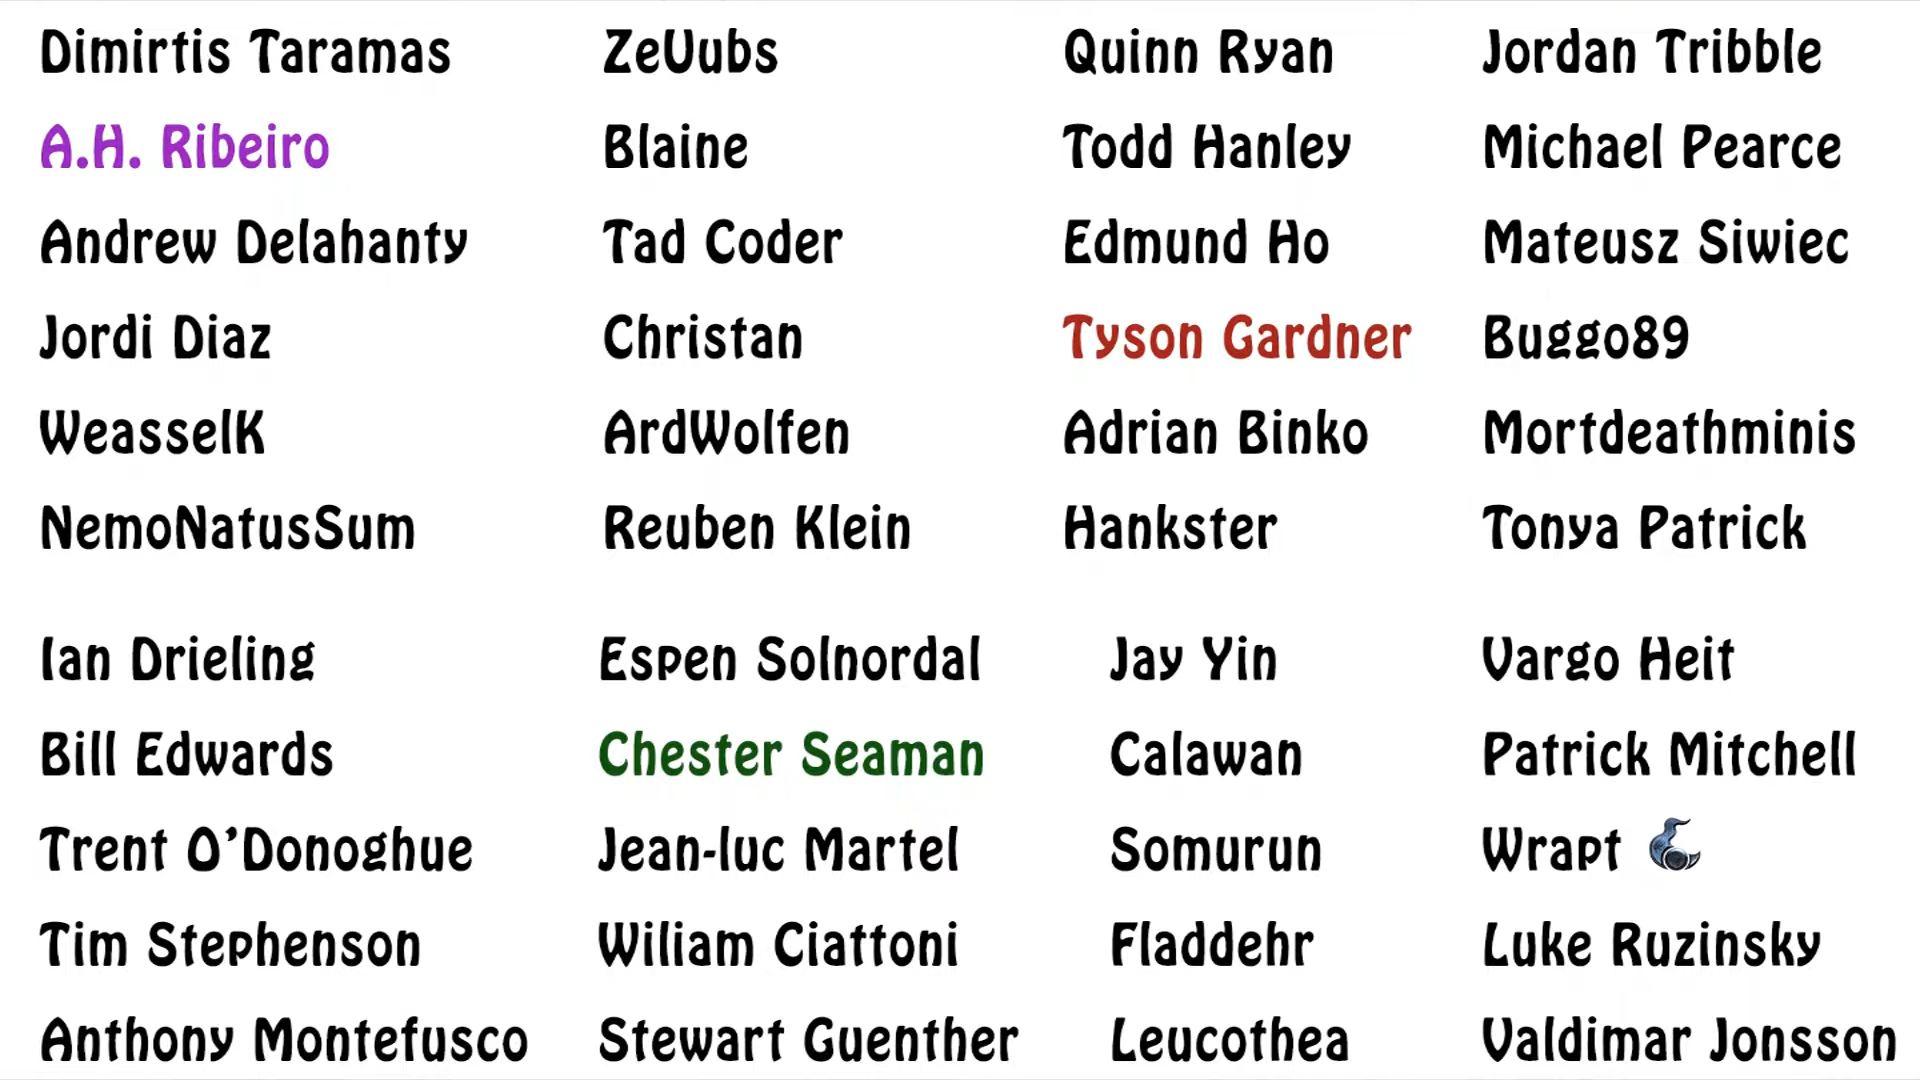 Dimirtis Taramas ZeUubs Quinn Ryan Jordan Tribble
A.H. Ribeiro Blaine Todd Hanley Michael Pearce
Andrew Delahanty Tad Coder Edmund Ho Mateusz Siwiec
Jordi Diaz Christan Tyson Gardner Buggo89
WeasselK ArdWolfen Adrian Binko Mortdeathminis
NemoNatusSum Reuben Klein Hankster Tonya Patrick
Ian Drieling Espen Solnordal Jay Yin Vargo Heit
Bill Edwards Chester Seaman Calawan Patrick Mitchell
Trent O’Donoghue Jean-luc Martel Somurun Wrapt
Tim Stephenson Wiliam Ciattoni Fladdehr Luke Ruzinsky
Anthony Montefusco Stewart Guenther Leucothea Valdimar Jonsson